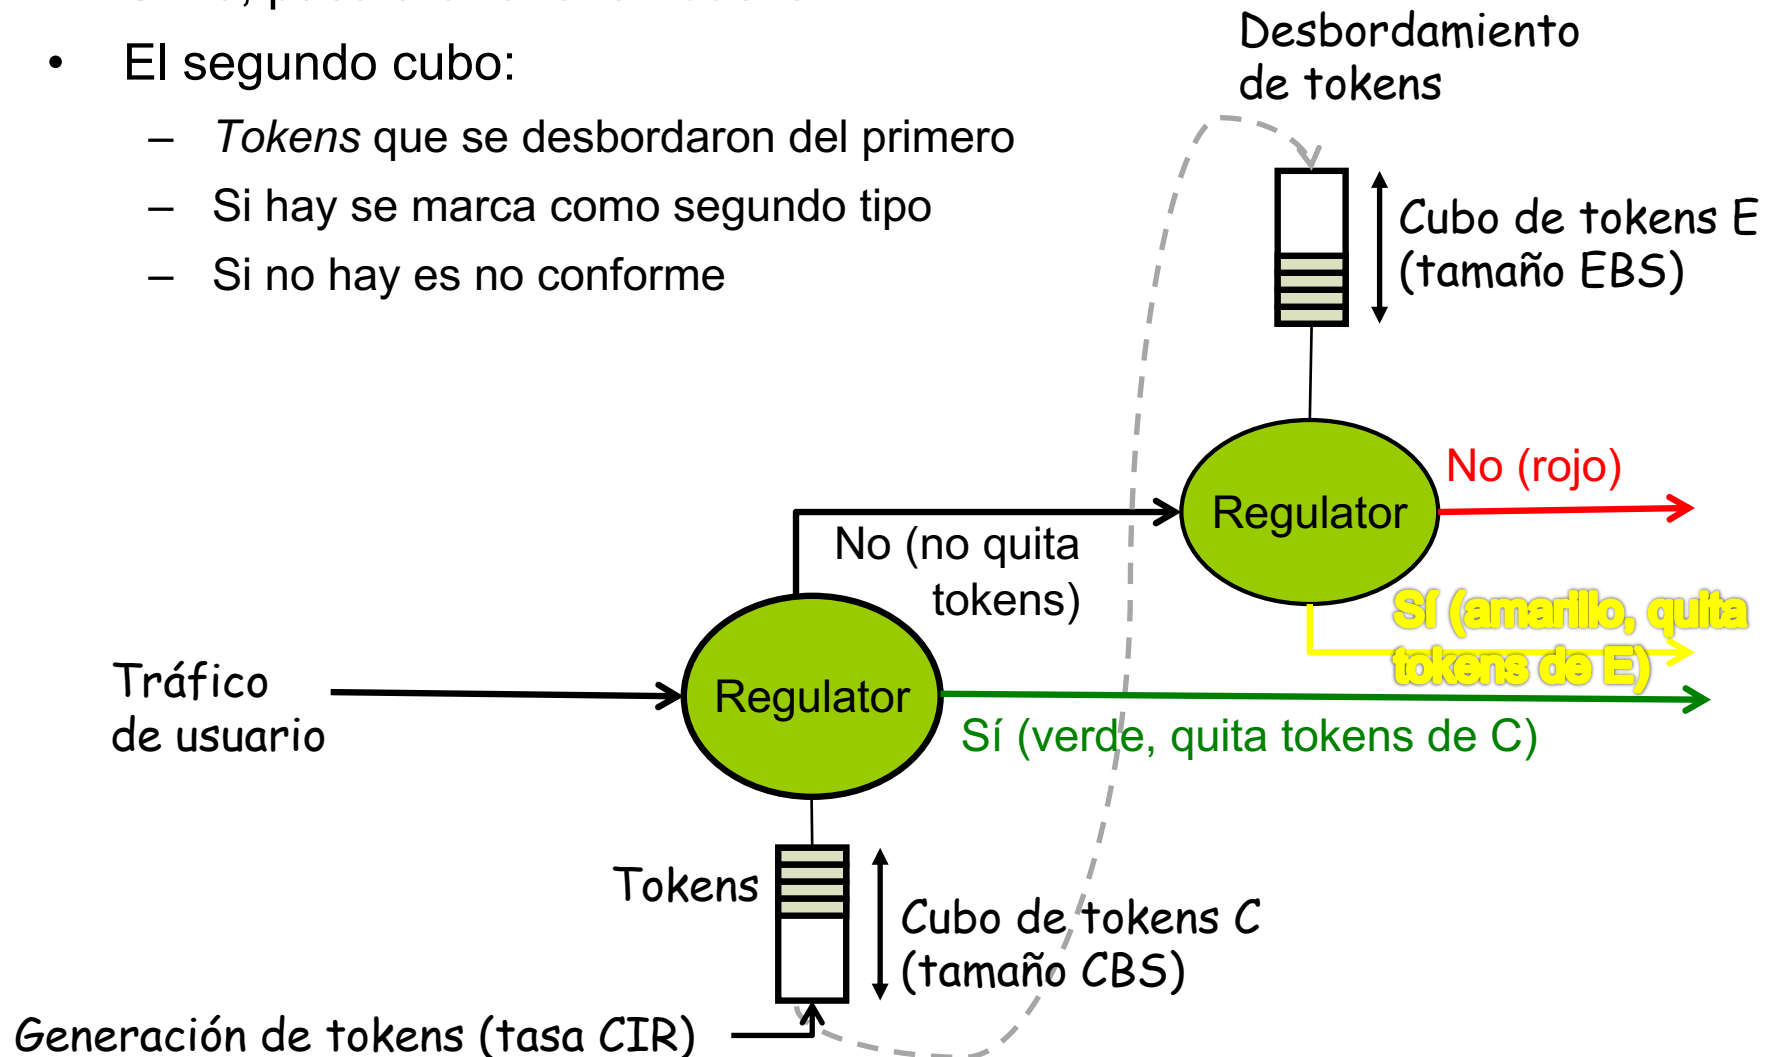 • El segundo cubo:
– Tokens que se desbordaron del primero
– Si hay se marca como segundo tipo
– Si no hay es no conforme
Desbordamiento
de tokens
Cubo de tokens E
(tamaño EBS)
No (rojo)
Regulator
No (no quita
tokens)
Sí (amarillo, quita
tokens de E)
Tráfico
de usuario
Regulator
Sí (verde, quita tokens de C)
Tokens
Cubo de tokens C
(tamaño CBS)
Generación de tokens (tasa CIR)